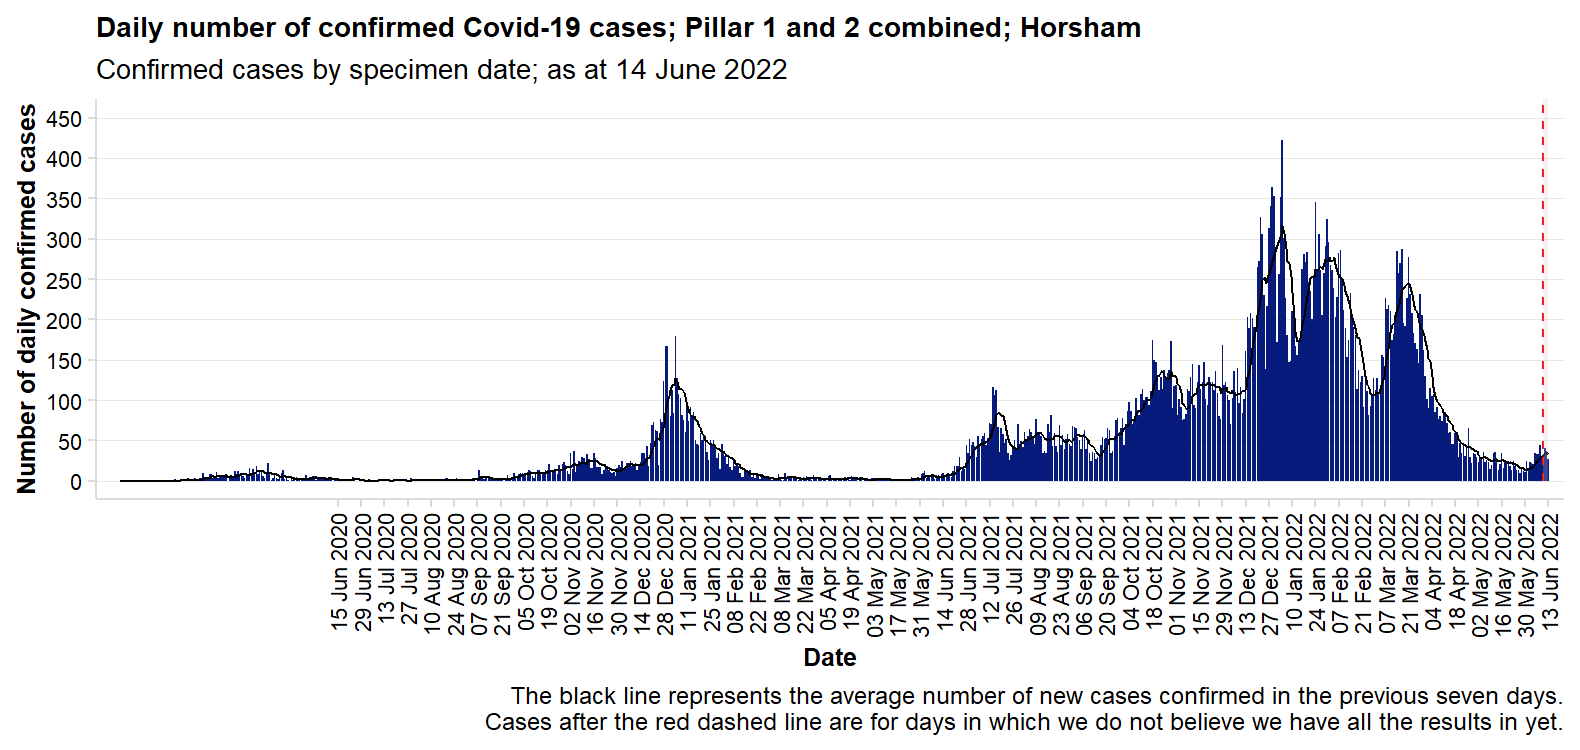 Daily number of confirmed Covid-19 cases; Pillar 1 and 2 combined; Horsham
Confirmed cases by specimen date; as at 14 June 2022
Number of daily confirmed cases
450
400
350
300
250
200
150
100
50
0
15 Jun 2020
29 Jun 2020
13 Jul 2020
27 Jul 2020
10 Aug 2020
24 Aug 2020
07 Sep 2020
21 Sep 2020
05 Oct 2020
19 Oct 2020
02 Nov 2020
16 Nov 2020
30 Nov 2020
14 Dec 2020
28 Dec 2020
11 Jan 2021
25 Jan 2021
08 Feb 2021
22 Feb 2021
08 Mar 2021
22 Mar 2021
05 Apr 2021
19 Apr 2021
03 May 2021
17 May 2021
31 May 2021
14 Jun 2021
28 Jun 2021
12 Jul 2021
26 Jul 2021
09 Aug 2021
23 Aug 2021
06 Sep 2021
20 Sep 2021
04 Oct 2021
18 Oct 2021
01 Nov 2021
15 Nov 2021
29 Nov 2021
13 Dec 2021
27 Dec 2021
10 Jan 2022
24 Jan 2022
07 Feb 2022
21 Feb 2022
07 Mar 2022
21 Mar 2022
04 Apr 2022
18 Apr 2022
02 May 2022
16 May 2022
30 May 2022
13 Jun 2022
Date
The black line represents the average number of new cases confirmed in the previous seven days.
Cases after the red dashed line are for days in which we do not believe we have all the results in yet.